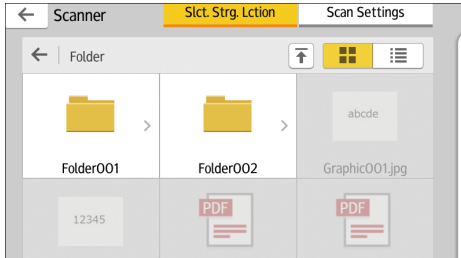 Scanner
Slct. Strg. Lction
Scan Settings
Folder
abcde
Folder001
Folder002
Graphic001.jpg
12345
PDF
PDF